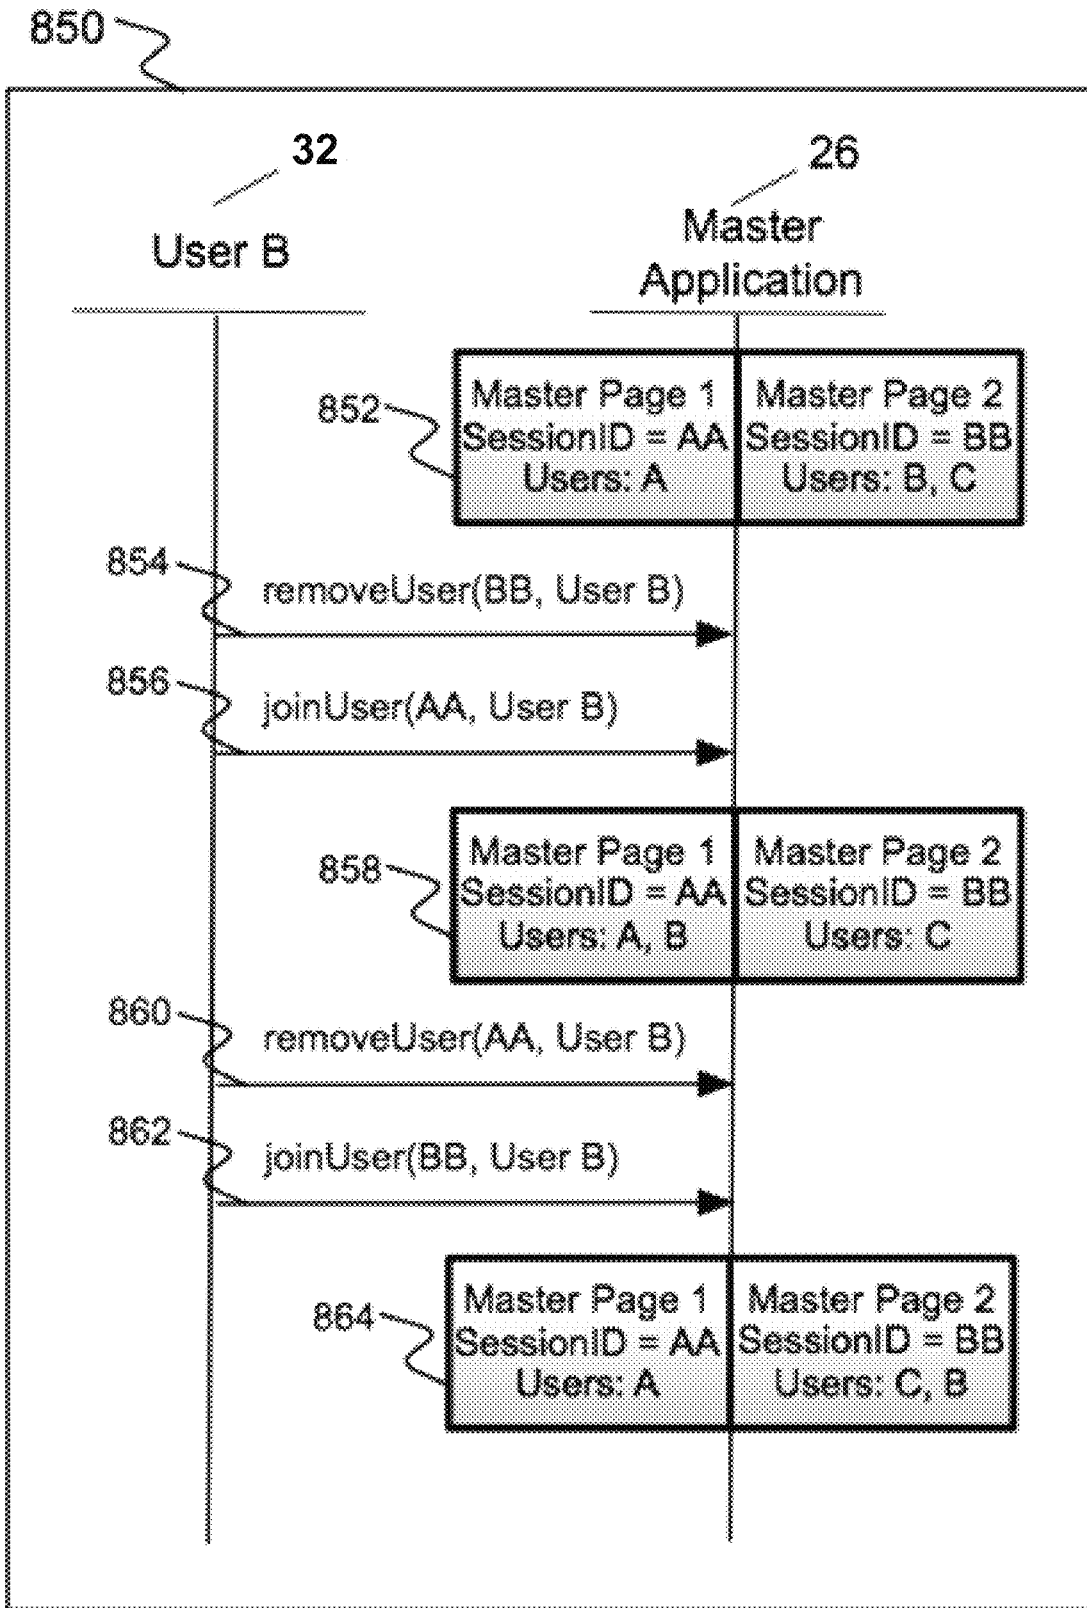 850
32
26
User B
Master
Application
852
Master Page 1
SessionID = AA
Users: A
Master Page 2
SessionID = BB
Users: B, C
854
removeUser(BB, User B)
856
joinUser(AA, User B)
858
Master Page 1
SessionID = AA
Users: A, B
Master Page 2
SessionID = BB
Users: C
860
removeUser(AA, User B)
862
joinUser(BB, User B)
864
Master Page 1
SessionID = AA
Users: A
Master Page 2
SessionID = BB
Users: C, B